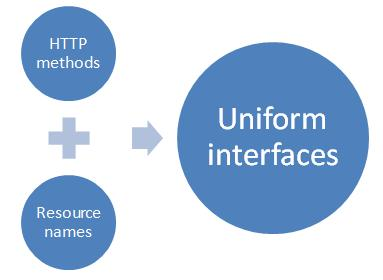 HTTP
methods
Resource
names
Uniform
interfaces